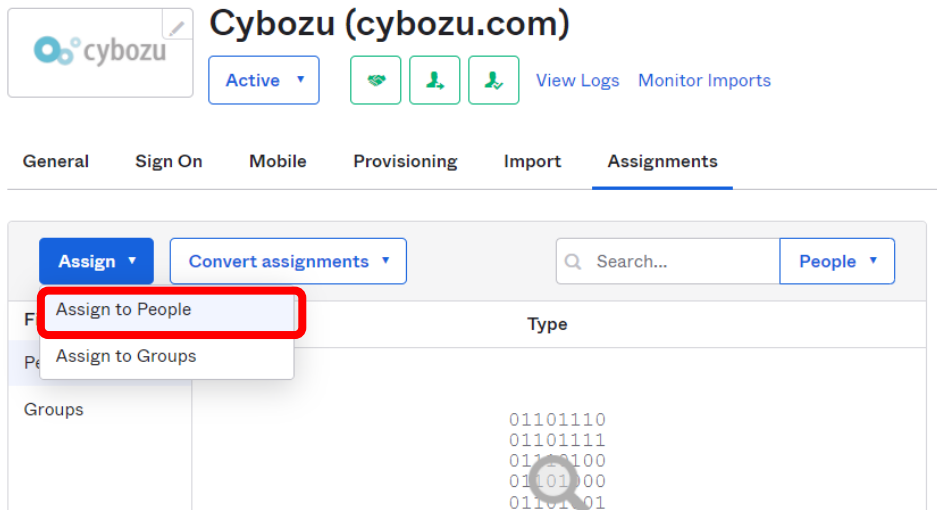 cybozu
Cybozu (cybozu.com)
Active
View Logs
Monitor Imports
General
Sign On
Mobile
Provisioning
Import
Assignments
Assign
Convert assignments
Search...
People
Assign to People
Assign to Groups
Type
Groups
01101110
01101111